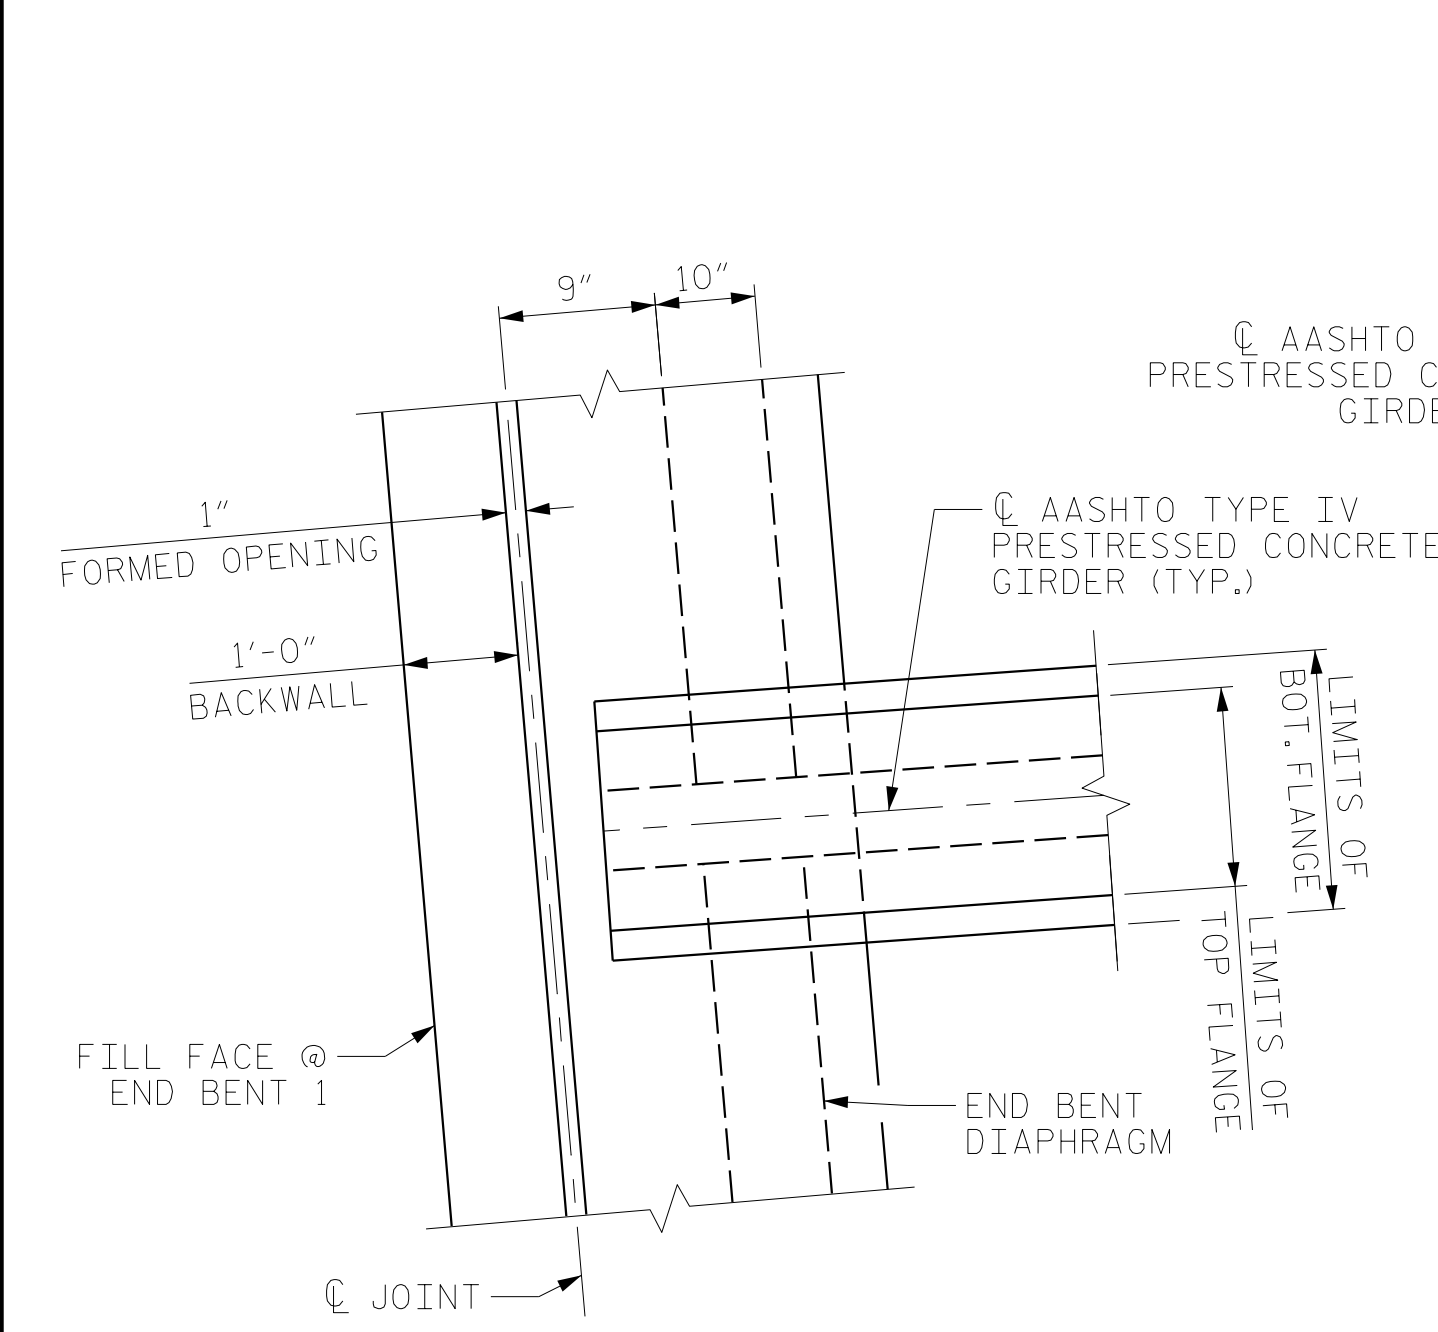 9"
10"
℄ AASHTO
PRESTRESSED
1"
FORMED OPENING
℄ AASHTO TYPE IV
PRESTRESSED CONCRETE
GIRDER (TYP.)
1'-0"
BACKWALL
LIMITS OF
BOT. FLANGE
LIMITS OF
TOP FLANGE
FILL FACE @
END BENT 1
END BENT
DIAPHRAGM
℄ JOINT